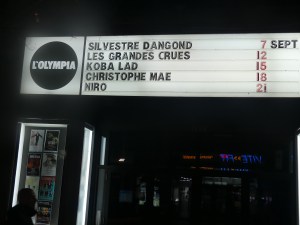 L'OLYMPIA
SILVESTRE DANGOND 7 SEPT
LES GRANDES CRUES 12
KOBA LAD 15
CHRISTOPHE MAE 18
NIRO 21